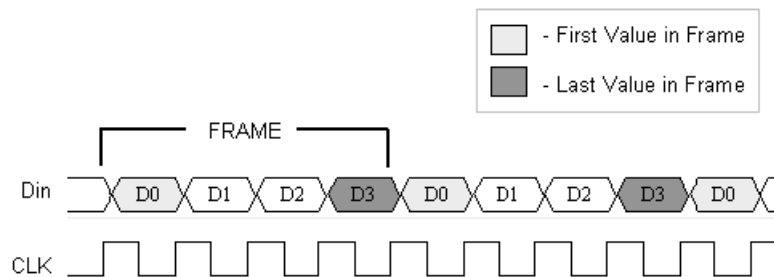 - First Value in Frame
- Last Value in Frame
FRAME
Din D0 D1 D2 D3 D0 D1 D2 D3 D0
CLK